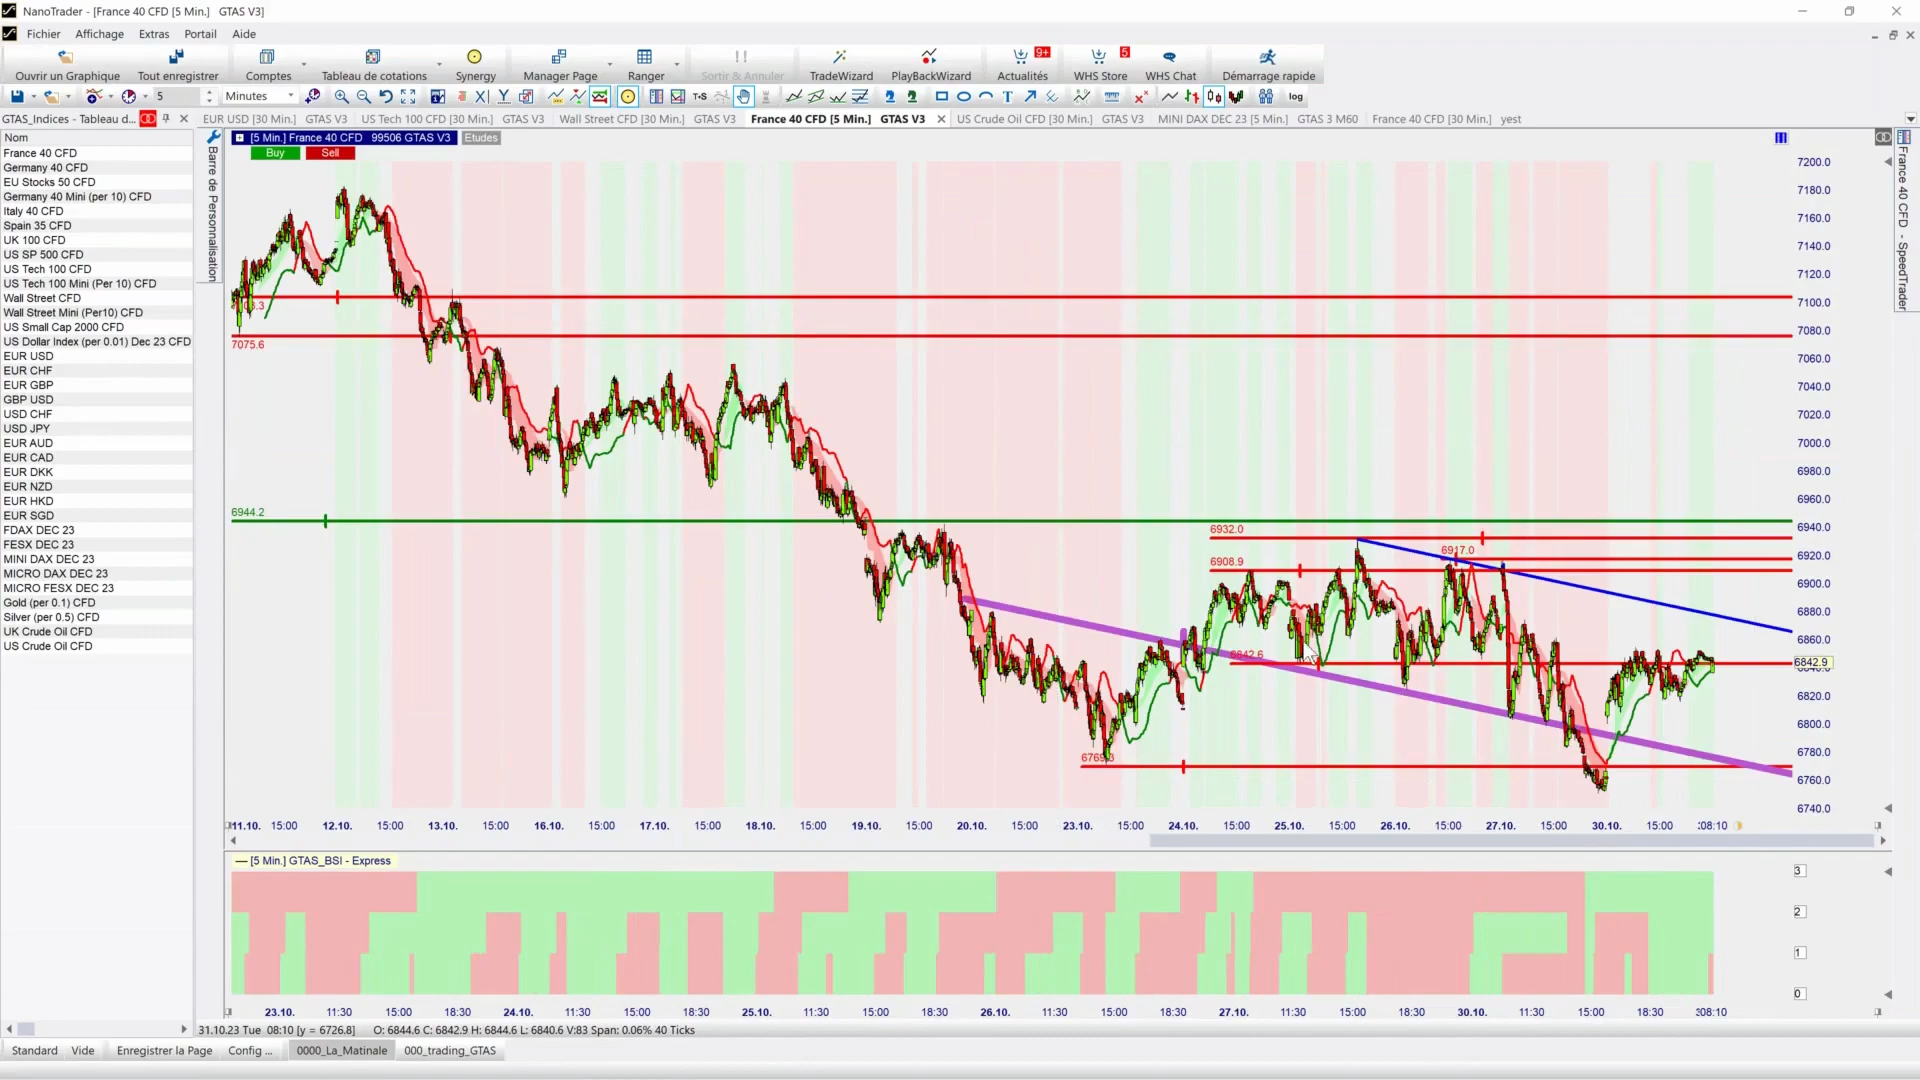 NanoTrader - [France 40 CFD [5 Min.] GTAS V3]
Fichier Affichage Extras Portail Aide
Ouvrir un Graphique Tout enregistrer Comptes Tableau de cotations Synergy Manager Page Ranger Sortir & Annuler TradeWizard PlayBackWizard 9+ Actualités 5 WHS Store WHS Chat Démarrage rapide
5 Minutes T•S T log
GTAS_Indices - Tableau d...
EUR USD [30 Min.] GTAS V3 US Tech 100 CFD [30 Min.] GTAS V3 Wall Street CFD [30 Min.] GTAS V3 France 40 CFD [5 Min.] GTAS V3 US Crude Oil CFD [30 Min.] GTAS V3 MINI DAX DEC 23 [5 Min.] GTAS 3 M60 France 40 CFD [30 Min.] yest
Nom
France 40 CFD
Germany 40 CFD
EU Stocks 50 CFD
Germany 40 Mini (per 10) CFD
Italy 40 CFD
Spain 35 CFD
UK 100 CFD
US SP 500 CFD
US Tech 100 CFD
US Tech 100 Mini (Per 10) CFD
Wall Street CFD
Wall Street Mini (Per10) CFD
US Small Cap 2000 CFD
US Dollar Index (per 0.01) Dec 23 CFD
EUR USD
EUR CHF
EUR GBP
GBP USD
USD CHF
USD JPY
EUR AUD
EUR CAD
EUR DKK
EUR NZD
EUR HKD
EUR SGD
FDAX DEC 23
FESX DEC 23
MINI DAX DEC 23
MICRO DAX DEC 23
MICRO FESX DEC 23
Gold (per 0.1) CFD
Silver (per 0.5) CFD
UK Crude Oil CFD
US Crude Oil CFD
Barre de Personnalisation
[5 Min.] France 40 CFD 99506 GTAS V3 Etudes
Buy Sell
7075.6
6944.2
6932.0
6917.0
6908.9
6842.6
7200.0
7180.0
7160.0
7140.0
7120.0
7100.0
7080.0
7060.0
7040.0
7020.0
7000.0
6980.0
6960.0
6940.0
6920.0
6900.0
6880.0
6860.0
6842.9
6820.0
6800.0
6780.0
6760.0
6740.0
France 40 CFD - SpeedTrader
11.10. 15:00 12.10. 15:00 13.10. 15:00 16.10. 15:00 17.10. 15:00 18.10. 15:00 19.10. 15:00 20.10. 15:00 23.10. 15:00 24.10. 15:00 25.10. 15:00 26.10. 15:00 27.10. 15:00 30.10. 15:00 08:10
[5 Min.] GTAS_BSI - Express
3
2
1
0
23.10. 11:30 15:00 18:30 24.10. 11:30 15:00 18:30 25.10. 11:30 15:00 18:30 26.10. 11:30 15:00 18:30 27.10. 11:30 15:00 18:30 30.10. 11:30 15:00 18:30 08:10
31.10.23 Tue 08:10 [y = 6726.8] O: 6844.6 C: 6842.9 H: 6844.6 L: 6840.6 V:83 Span: 0.06% 40 Ticks
Standard Vide Enregistrer la Page Config ... 0000_La_Matinale 000_trading_GTAS